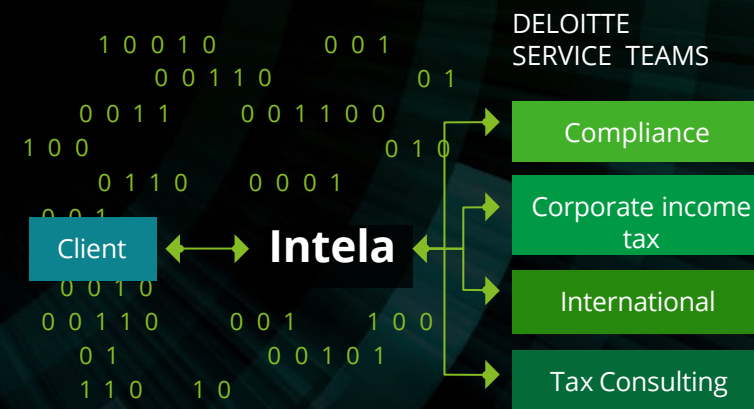 DELOITTE
SERVICE TEAMS
1 0 0 1 0 0 0 1
0 0 1 1 0 0 1
0 0 1 1 0 0 1 1 0 0
Compliance
1 0 0 0 1 0
0 1 1 0 0 0 0 1
Corporate income
tax
0 0 1
Client
Intela
0 0 1 0
International
0 0 1 1 0 0 0 1 1 0 0
0 1 0 0 1 0 1
Tax Consulting
1 1 0 1 0